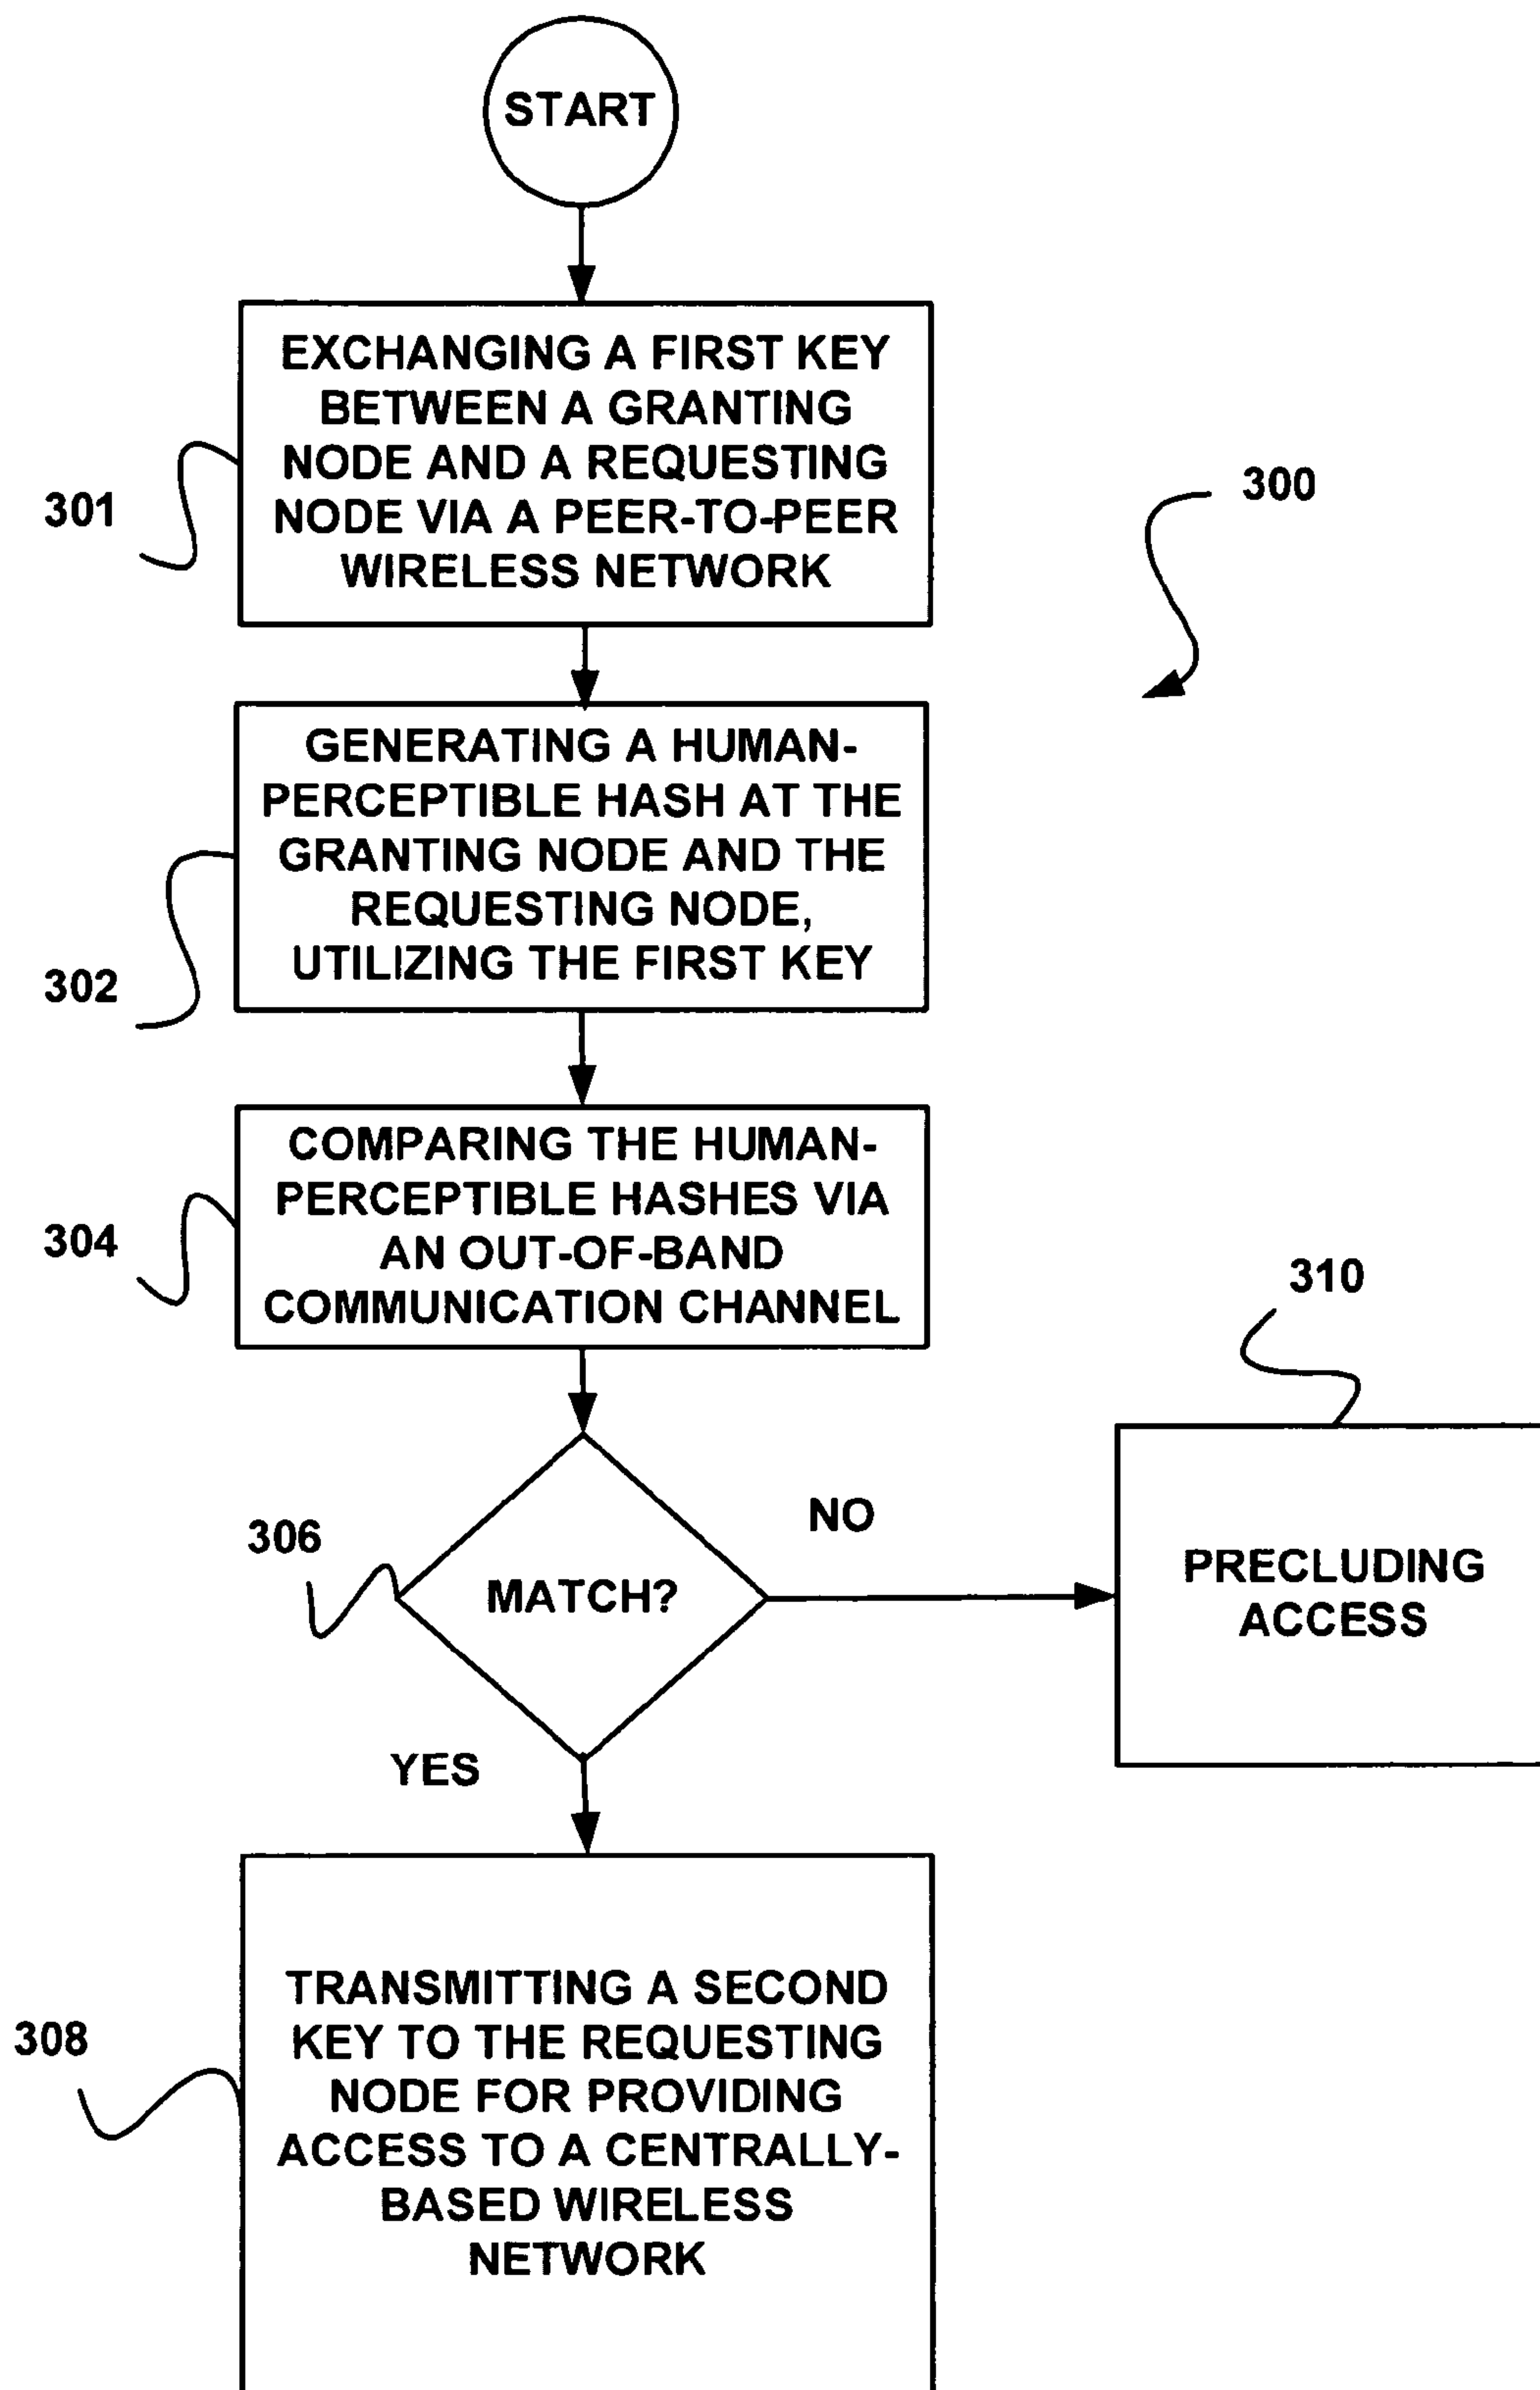 START
EXCHANGING A FIRST KEY
BETWEEN A GRANTING
NODE AND A REQUESTING
NODE VIA A PEER-TO-PEER
WIRELESS NETWORK
301
300
GENERATING A HUMAN-
PERCEPTIBLE HASH AT THE
GRANTING NODE AND THE
REQUESTING NODE,
UTILIZING THE FIRST KEY
302
COMPARING THE HUMAN-
PERCEPTIBLE HASHES VIA
AN OUT-OF-BAND
COMMUNICATION CHANNEL
304
310
306
MATCH?
NO
PRECLUDING
ACCESS
YES
TRANSMITTING A SECOND
KEY TO THE REQUESTING
NODE FOR PROVIDING
ACCESS TO A CENTRALLY-
BASED WIRELESS
NETWORK
308